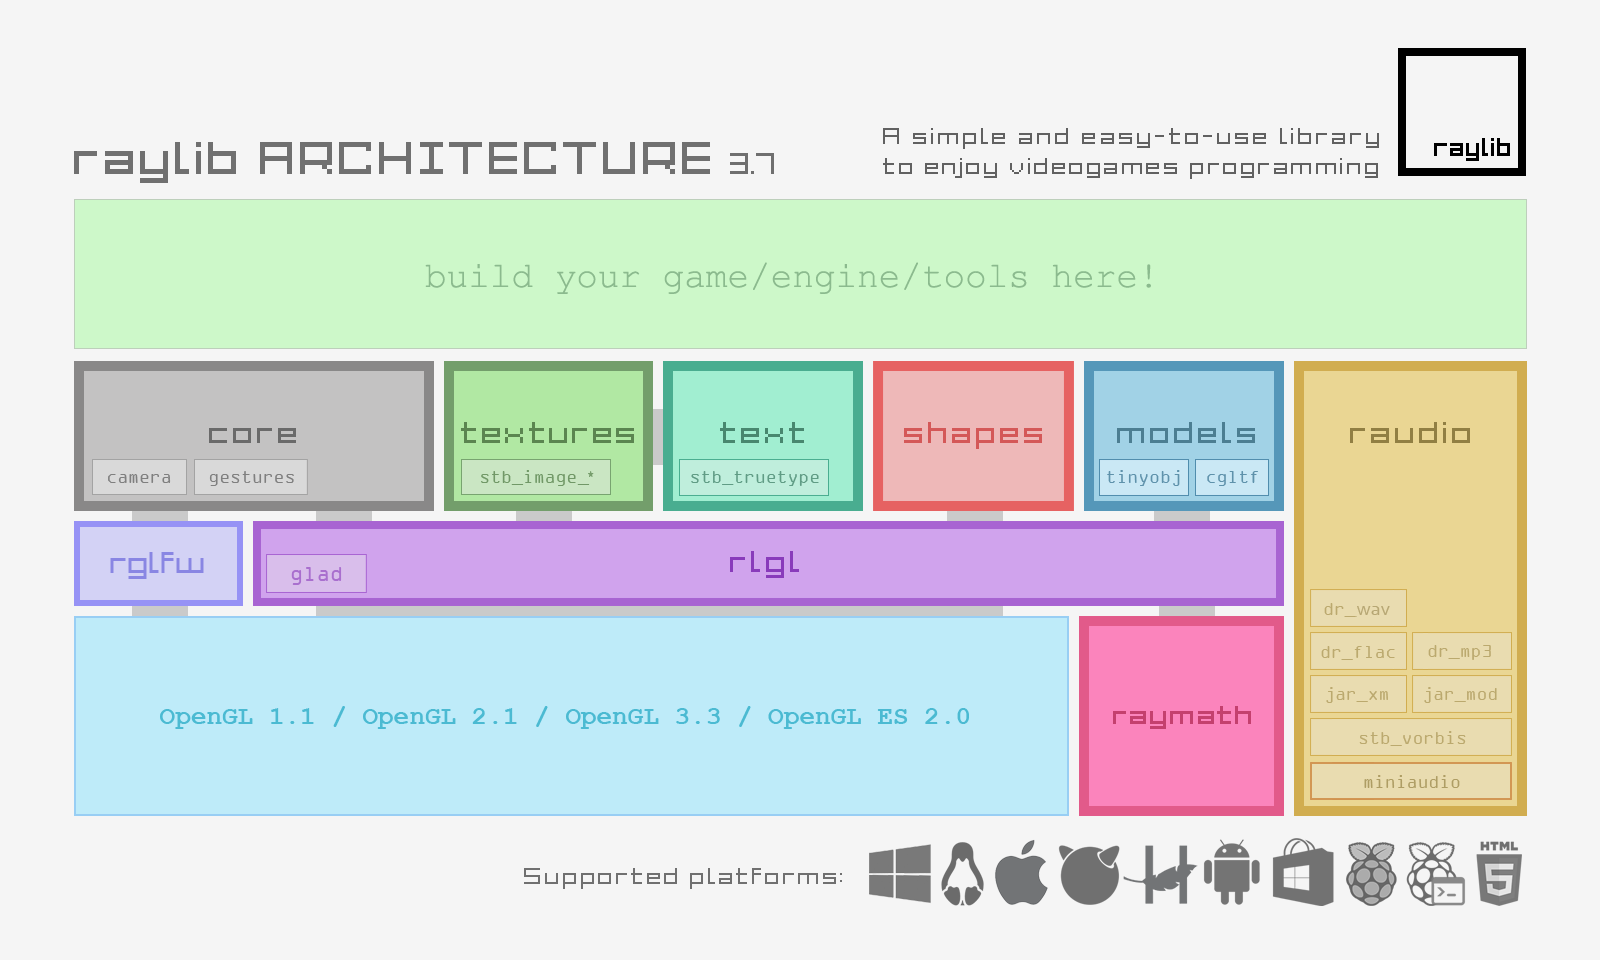 raylib ARCHITECTURE 3.7
A simple and easy-to-use library
to enjoy videogames programming
raylib
build your game/engine/tools here!
core
camera
gestures
textures
stb_image_*
text
stb_truetype
shapes
models
tinyobj
cgltf
raudio
dr_wav
dr_flac
dr_mp3
jar_xm
jar_mod
stb_vorbis
miniaudio
rglfw
rlgl
glad
OpenGL 1.1 / OpenGL 2.1 / OpenGL 3.3 / OpenGL ES 2.0
raymath
Supported platforms:
HTML
5